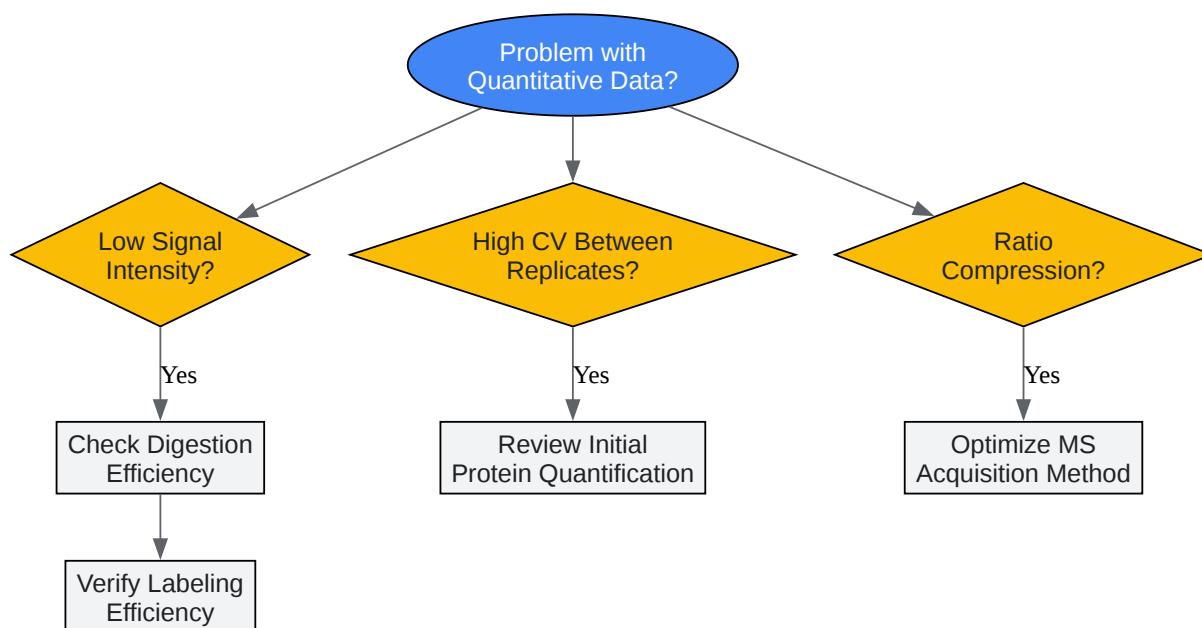 Problem with
Quantitative Data?
Low Signal
Intensity?
High CV Between
Replicates?
Ratio
Compression?
Yes
Yes
Yes
Check Digestion
Efficiency
Review Initial
Protein Quantification
Optimize MS
Acquisition Method
Verify Labeling
Efficiency